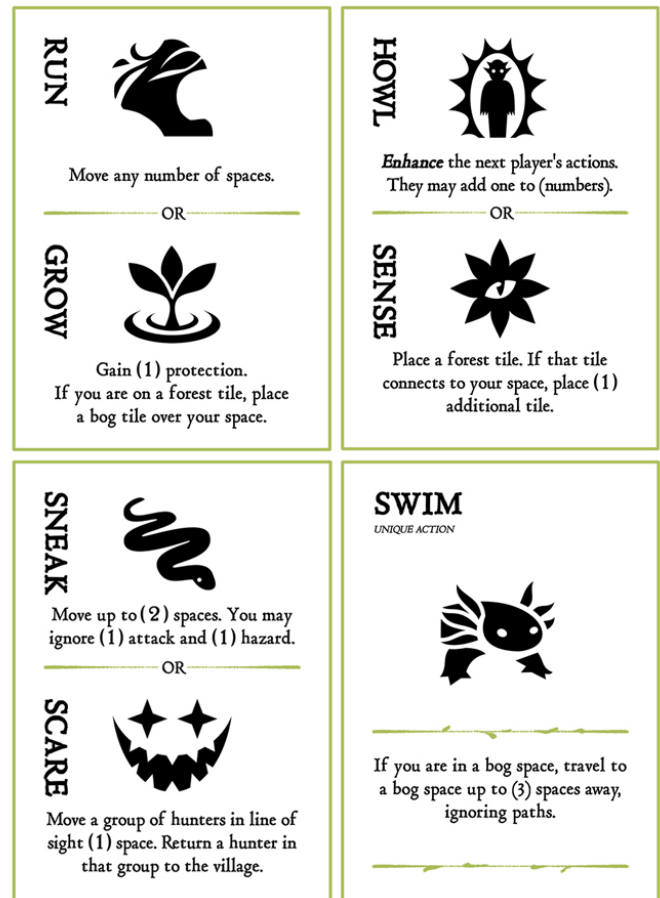 RUN
Move any number of spaces.
OR
GROW
Gain (1) protection.
If you are on a forest tile, place
a bog tile over your space.
HOWL
Enhance the next player's actions.
They may add one to (numbers).
OR
SENSE
Place a forest tile. If that tile
connects to your space, place (1)
additional tile.
SNEAK
Move up to (2) spaces. You may
ignore (1) attack and (1) hazard.
OR
SCARE
Move a group of hunters in line of
sight (1) space. Return a hunter in
that group to the village.
SWIM
UNIQUE ACTION
If you are in a bog space, travel to
a bog space up to (3) spaces away,
ignoring paths.